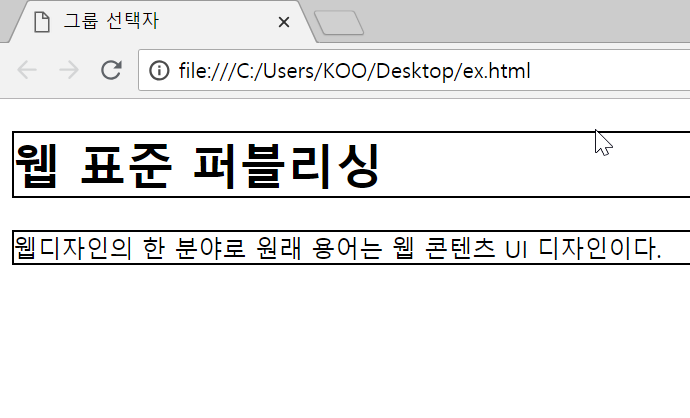 그룹 선택자
file:///C:/Users/KOO/Desktop/ex.html
웹 표준 퍼블리싱
웹디자인의 한 분야로 원래 용어는 웹 콘텐츠 UI 디자인이다.